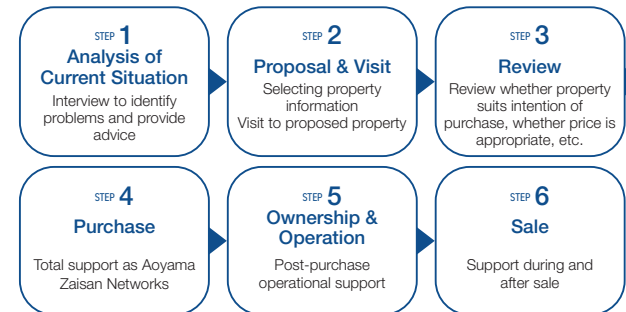 STEP 1
Analysis of
Current Situation
Interview to identify
problems and provide
advice
STEP 2
Proposal & Visit
Selecting property
information
Visit to proposed property
STEP 3
Review
Review whether property
suits intention of
purchase, whether price is
appropriate, etc.
STEP 4
Purchase
Total support as Aoyama
Zaisan Networks
STEP 5
Ownership &
Operation
Post-purchase
operational support
STEP 6
Sale
Support during and
after sale